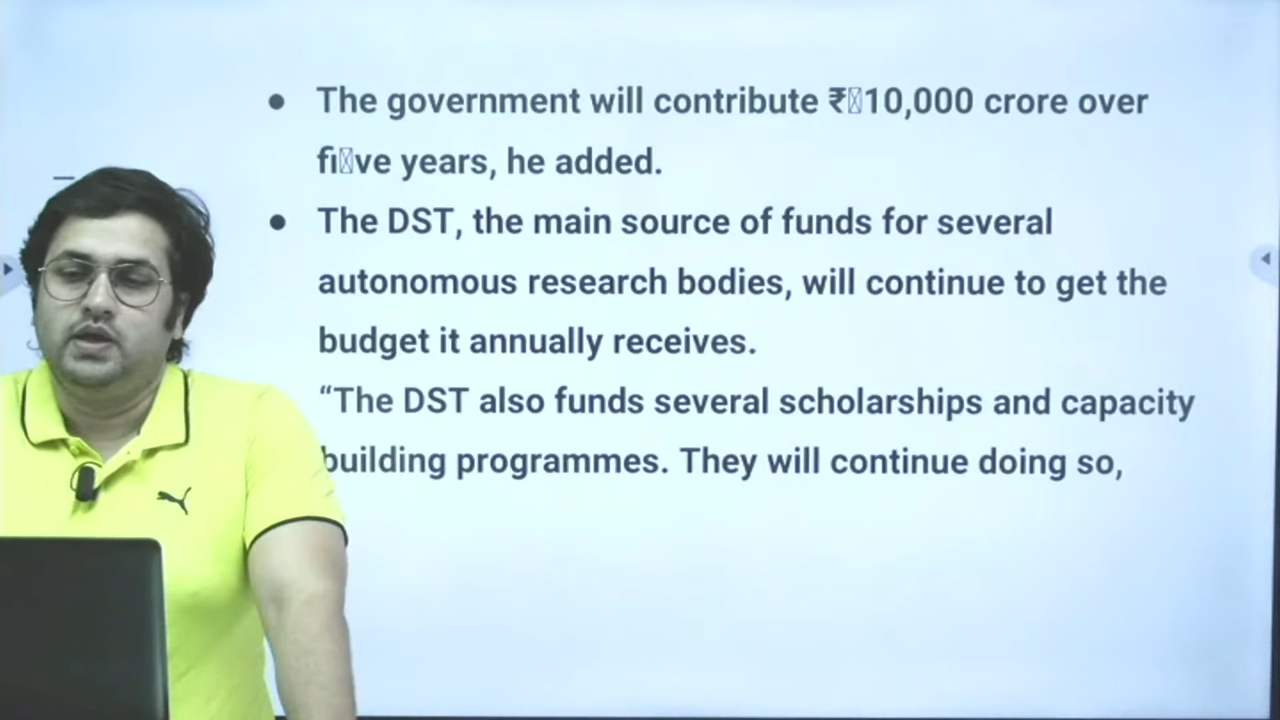 ● The government will contribute ₹10,000 crore over
five years, he added.
● The DST, the main source of funds for several
autonomous research bodies, will continue to get the
budget it annually receives.
“The DST also funds several scholarships and capacity
building programmes. They will continue doing so,